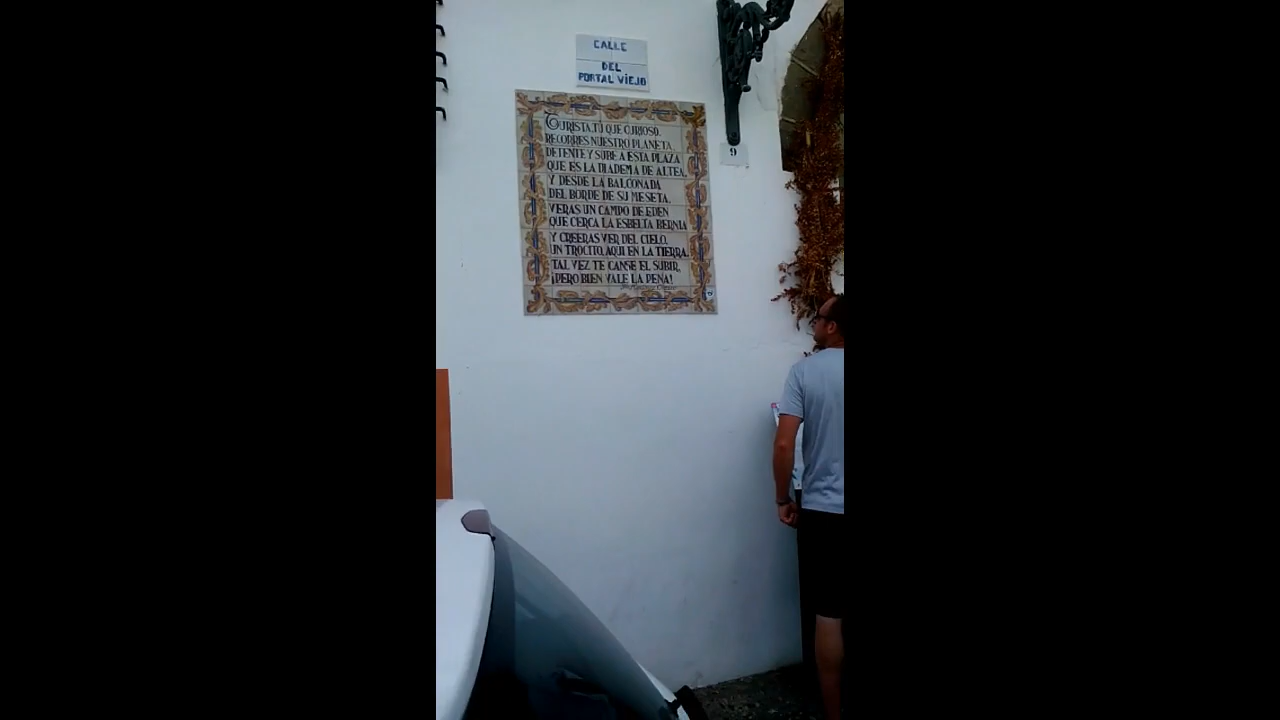 CALLE
DEL
PORTAL VIEJO
TURISTA, TÚ QUE CURIOSO,
RECORRES NUESTRO PLANETA,
DETENTE Y SUBE A ESTA PLAZA
QUE ES LA DIADEMA DE ALTEA.
Y DESDE LA BALCONADA
DEL BORDE DE SU MESETA,
VERAS UN CAMPO DE EDEN
QUE CERCA LA ESBELTA BERNIA
Y CREERAS VER DEL CIELO,
UN TROCITO, AQUI EN LA TIERRA.
TAL VEZ TE CANSE EL SUBIR,
¡PERO BIEN VALE LA PENA!
9